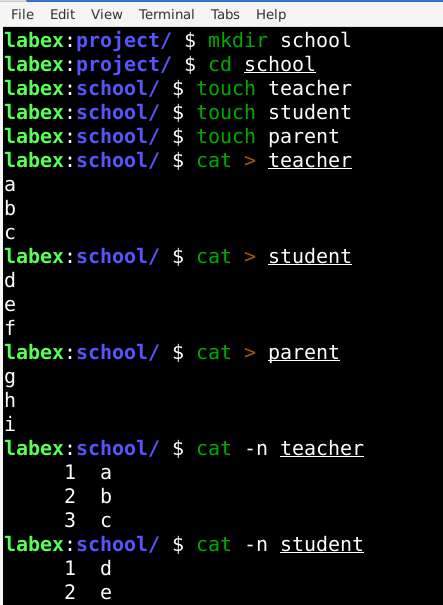 File Edit View Terminal Tabs Help
labex:project/ $ mkdir school
labex:project/ $ cd school
labex:school/ $ touch teacher
labex:school/ $ touch student
labex:school/ $ touch parent
labex:school/ $ cat > teacher
a
b
c
labex:school/ $ cat > student
d
e
f
labex:school/ $ cat > parent
g
h
i
labex:school/ $ cat -n teacher
     1  a
     2  b
     3  c
labex:school/ $ cat -n student
     1  d
     2  e